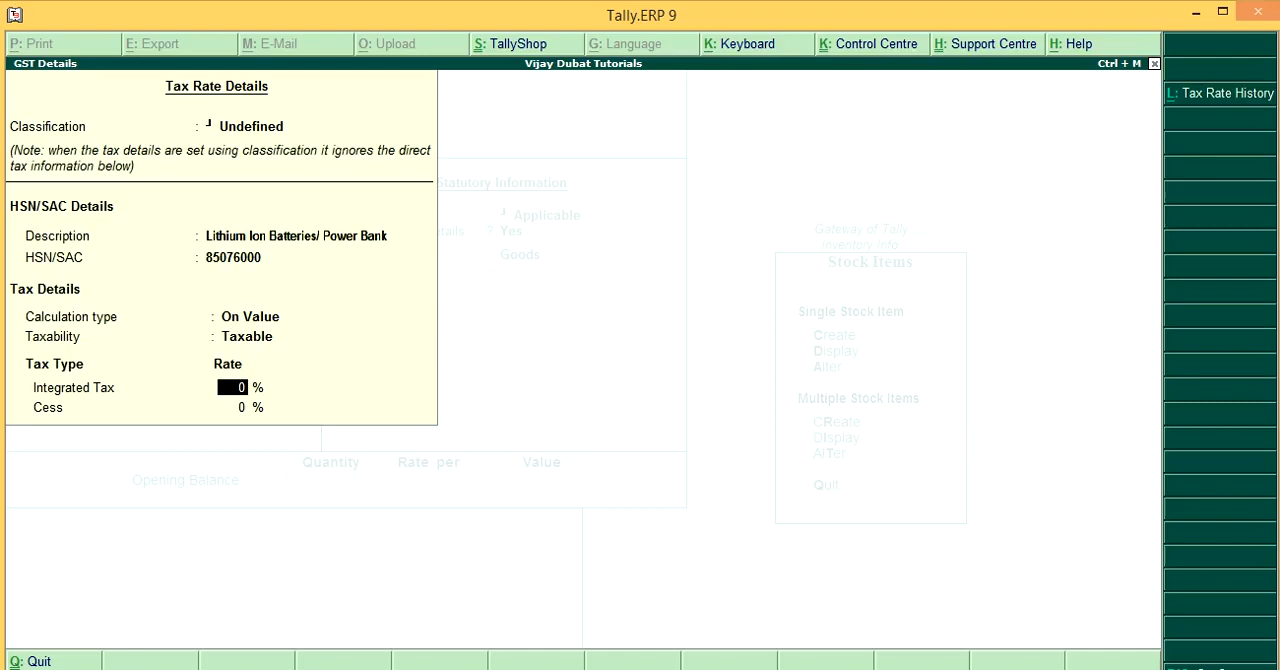 Tally.ERP 9
P: Print
E: Export
M: E-Mail
O: Upload
S: TallyShop
G: Language
K: Keyboard
K: Control Centre
H: Support Centre
H: Help
GST Details
Vijay Dubat Tutorials
Ctrl + M
L: Tax Rate History
Tax Rate Details
Classification : ┘ Undefined
(Note: when the tax details are set using classification it ignores the direct
tax information below)
HSN/SAC Details
Description : Lithium Ion Batteries/ Power Bank
HSN/SAC : 85076000
Tax Details
Calculation type : On Value
Taxability : Taxable
Tax Type Rate
Integrated Tax 0 %
Cess 0 %
Statutory Information
┘ Applicable
? Yes
Goods
Quantity Rate per Value
Opening Balance
Gateway of Tally ...
Inventory Info.
Stock Items
Single Stock Item
Create
Display
Alter
Multiple Stock Items
CReate
DIsplay
AlTer
Quit
Q: Quit